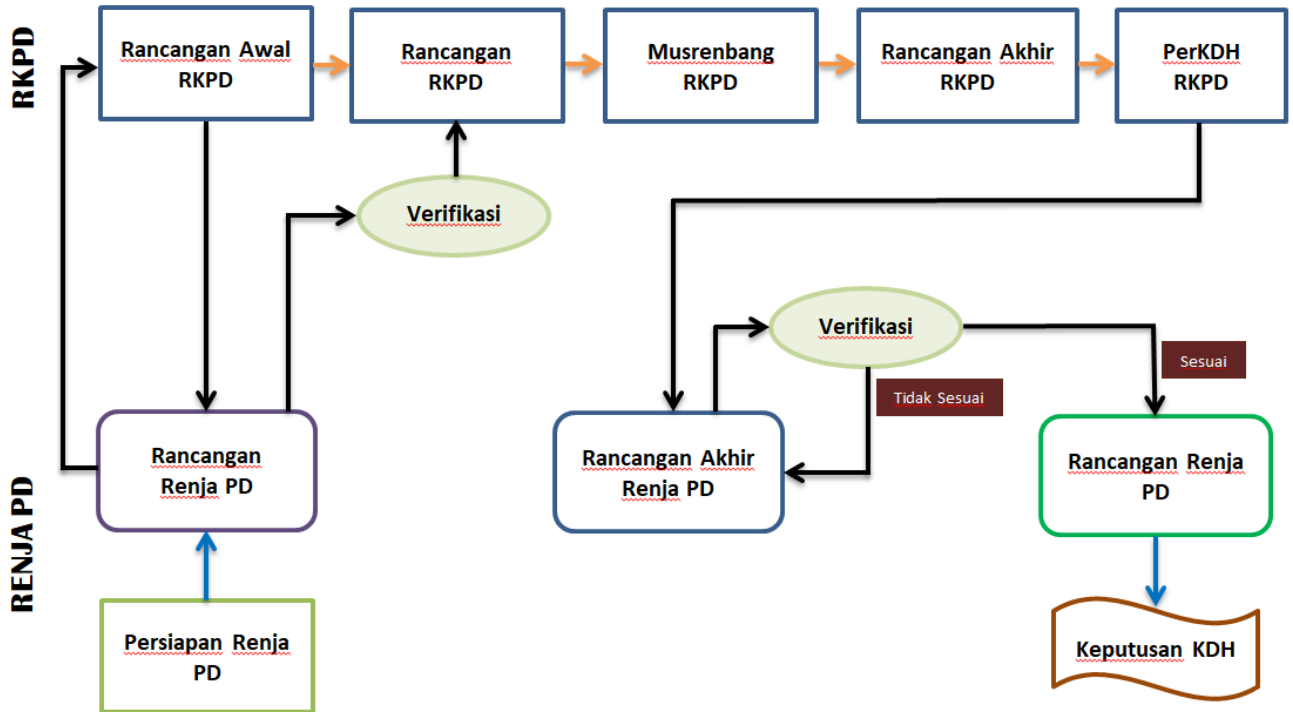 RKPD
Rancangan Awal
RKPD
Rancangan
RKPD
Musrenbang
RKPD
Rancangan Akhir
RKPD
PerKDH
RKPD
Verifikasi
Verifikasi
Sesuai
Tidak Sesuai
RENJA PD
Rancangan
Renja PD
Rancangan Akhir
Renja PD
Rancangan Renja
PD
Persiapan Renja
PD
Keputusan KDH